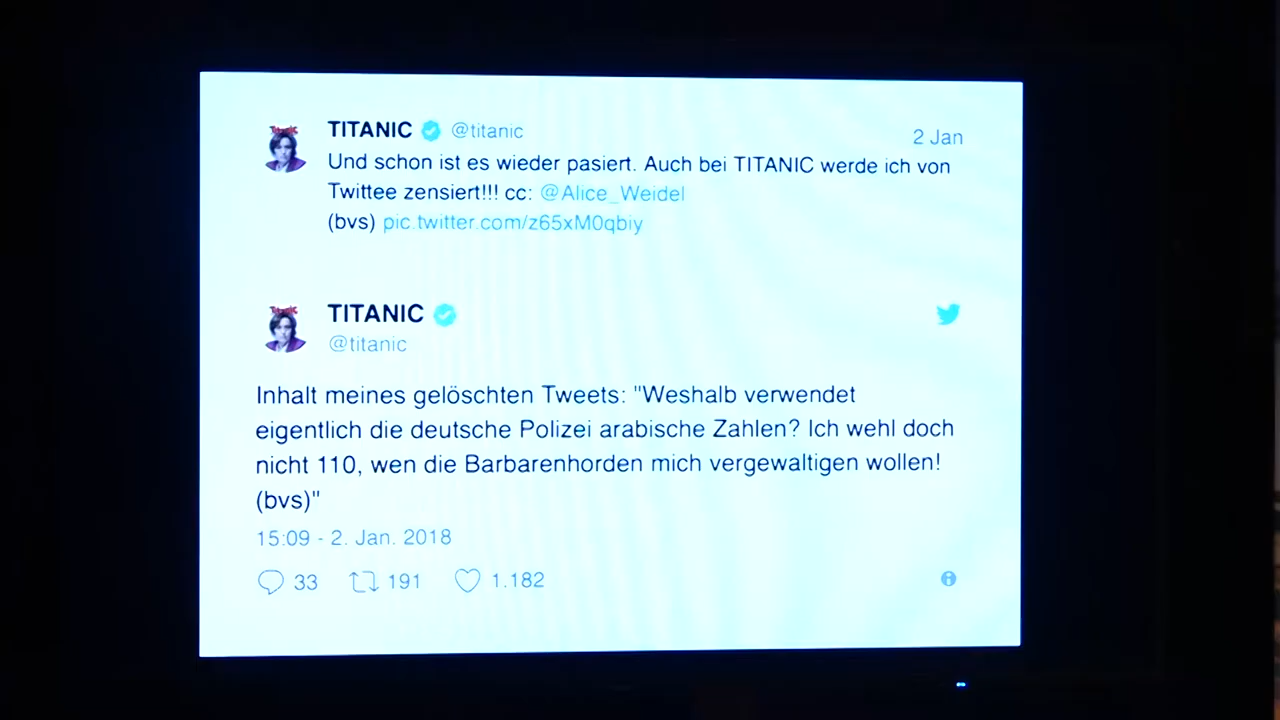 TITANIC @titanic 2 Jan
Und schon ist es wieder pasiert. Auch bei TITANIC werde ich von
Twittee zensiert!!! cc: @Alice_Weidel
(bvs) pic.twitter.com/z65xM0qbiy
TITANIC
@titanic
Inhalt meines gelöschten Tweets: "Weshalb verwendet
eigentlich die deutsche Polizei arabische Zahlen? Ich wehl doch
nicht 110, wen die Barbarenhorden mich vergewaltigen wollen!
(bvs)"
15:09 - 2. Jan. 2018
33 191 1.182